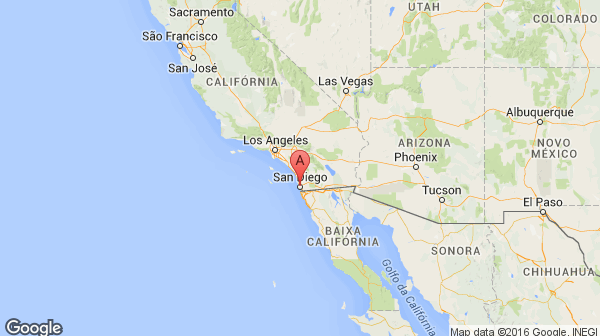 UTAH
COLORADO
Sacramento
São Francisco
San José
CALIFÓRNIA
Las Vegas
Albuquerque
Los Angeles
ARIZONA
NOVO
MÉXICO
Phoenix
A
San Diego
Tucson
El Paso
BAIXA
CALIFÓRNIA
SONORA
CHIHUAHUA
Golfo da Califórnia
Google
Map data ©2016 Google, INEGI